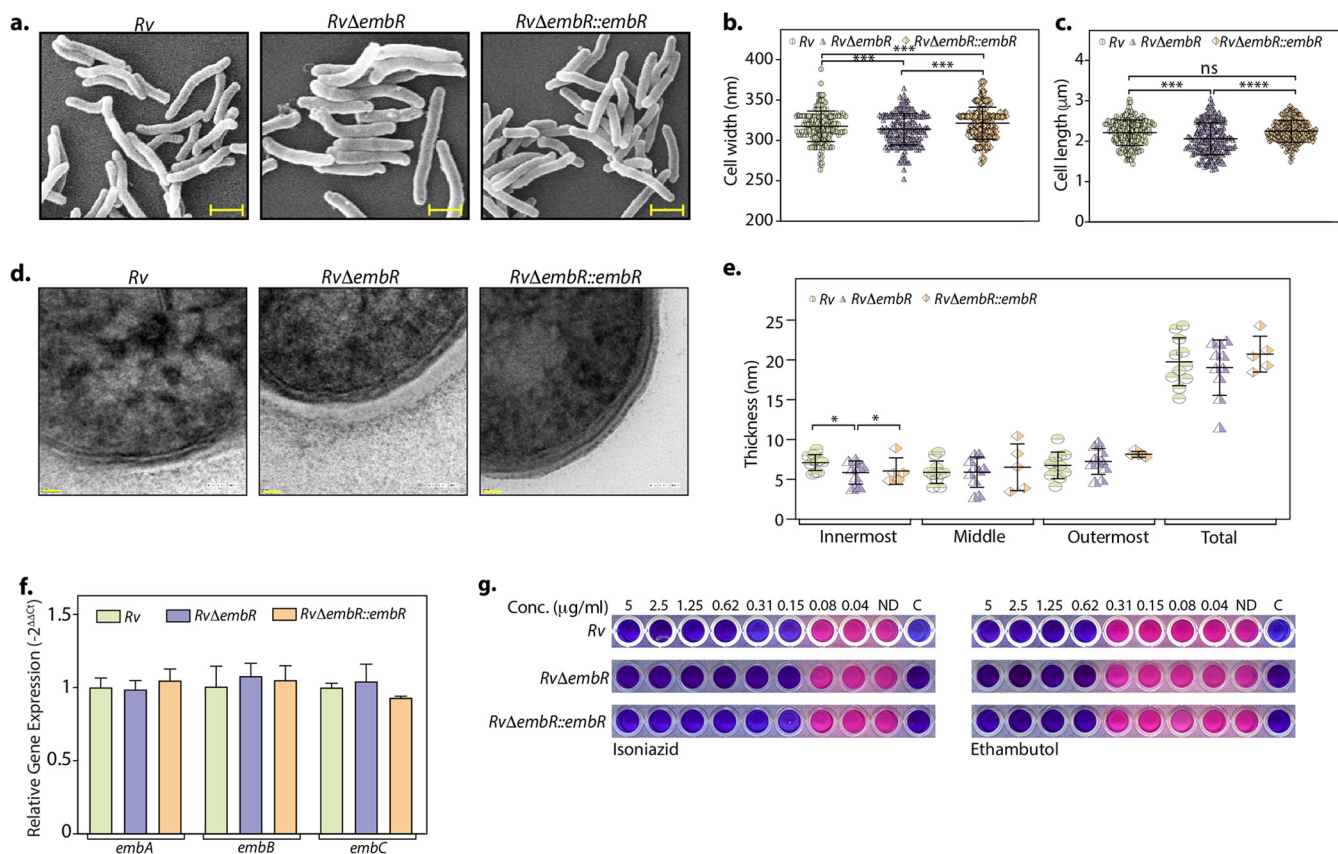 a.
Rv
RvΔembR
RvΔembR::embR
b.
Rv RvΔembR RvΔembR::embR
***
***
***
Cell width (nm)
400
350
300
250
200
c.
Rv RvΔembR RvΔembR::embR
ns
***
****
Cell length (μm)
4
3
2
1
0
d.
Rv
RvΔembR
RvΔembR::embR
e.
Rv RvΔembR RvΔembR::embR
Thickness (nm)
25
20
15
10
5
0
*
*
Innermost
Middle
Outermost
Total
f.
Relative Gene Expression (-2ΔΔCt)
1.5
1
0.5
0
Rv RvΔembR RvΔembR::embR
embA
embB
embC
g.
Conc. (μg/ml) 5 2.5 1.25 0.62 0.31 0.15 0.08 0.04 ND C
5 2.5 1.25 0.62 0.31 0.15 0.08 0.04 ND C
Rv
RvΔembR
RvΔembR::embR
Isoniazid
Ethambutol